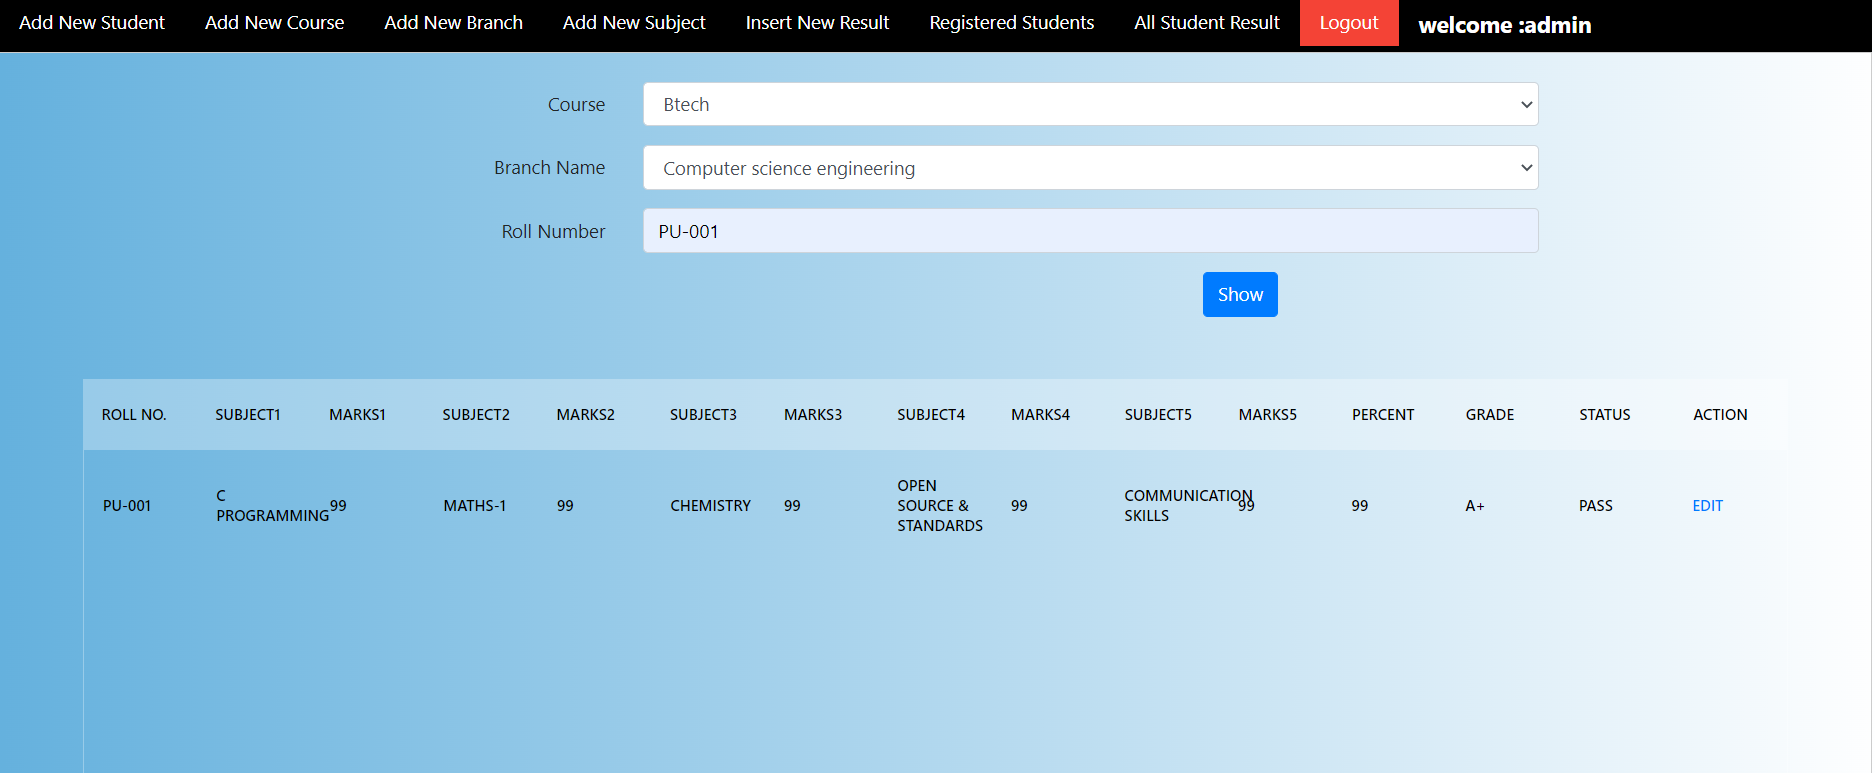 Add New Student Add New Course Add New Branch Add New Subject Insert New Result Registered Students All Student Result Logout welcome :admin
Course Btech
Branch Name Computer science engineering
Roll Number PU-001
Show
ROLL NO. SUBJECT1 MARKS1 SUBJECT2 MARKS2 SUBJECT3 MARKS3 SUBJECT4 MARKS4 SUBJECT5 MARKS5 PERCENT GRADE STATUS ACTION
PU-001 C PROGRAMMING 99 MATHS-1 99 CHEMISTRY 99 OPEN SOURCE & STANDARDS 99 COMMUNICATION SKILLS 99 99 A+ PASS EDIT